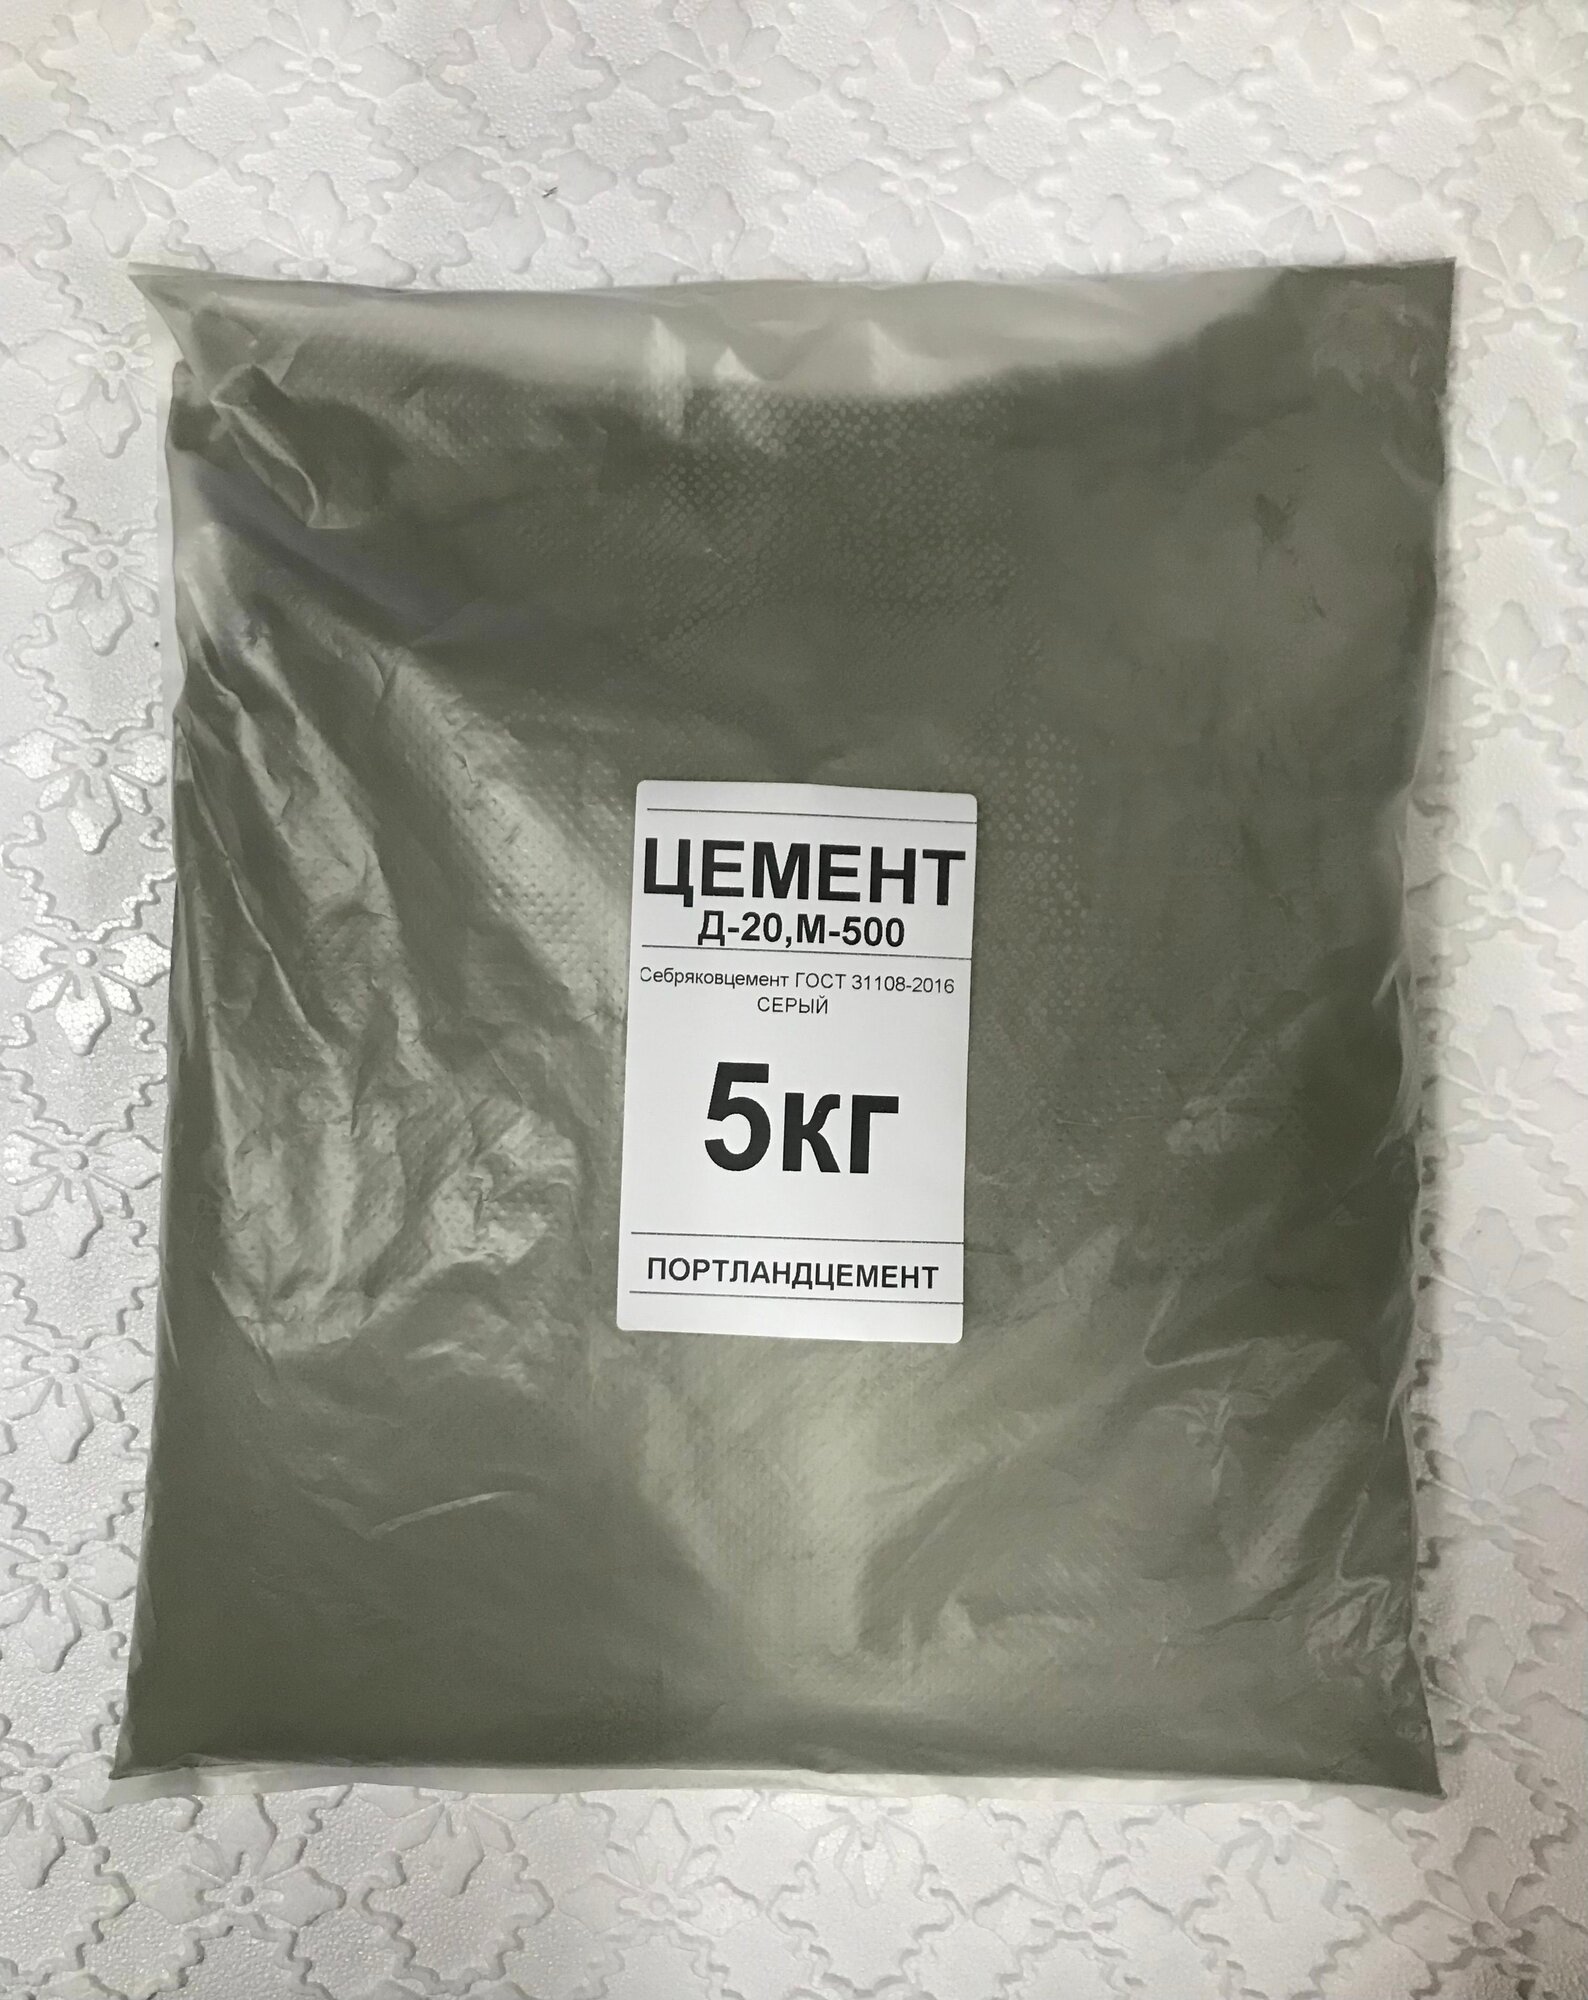 ЦЕМЕНТ
Д-20,М-500
Себряковцемент ГОСТ 31108-2016
СЕРЫЙ
5кг
ПОРТЛАНДЦЕМЕНТ